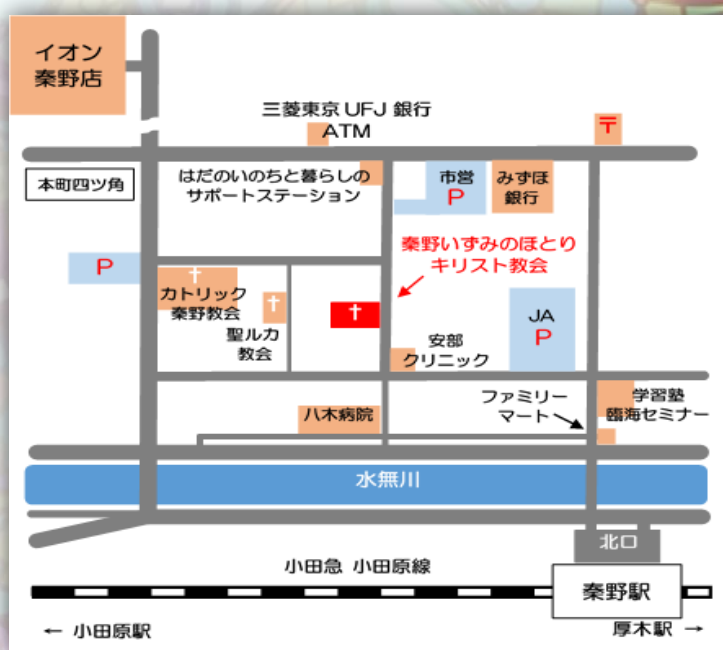 イオン
秦野店
三菱東京 UFJ 銀行
ATM
〒
本町四ツ角
はだのいのちと暮らしの
サポートステーション
市営
P
みずほ
銀行
P
秦野いずみのほとり
キリスト教会
カトリック
秦野教会
聖ルカ
教会
安部
クリニック
JA
P
八木病院
ファミリー
マート
学習塾
臨海セミナー
水無川
北口
小田急 小田原線
秦野駅
← 小田原駅
厚木駅 →